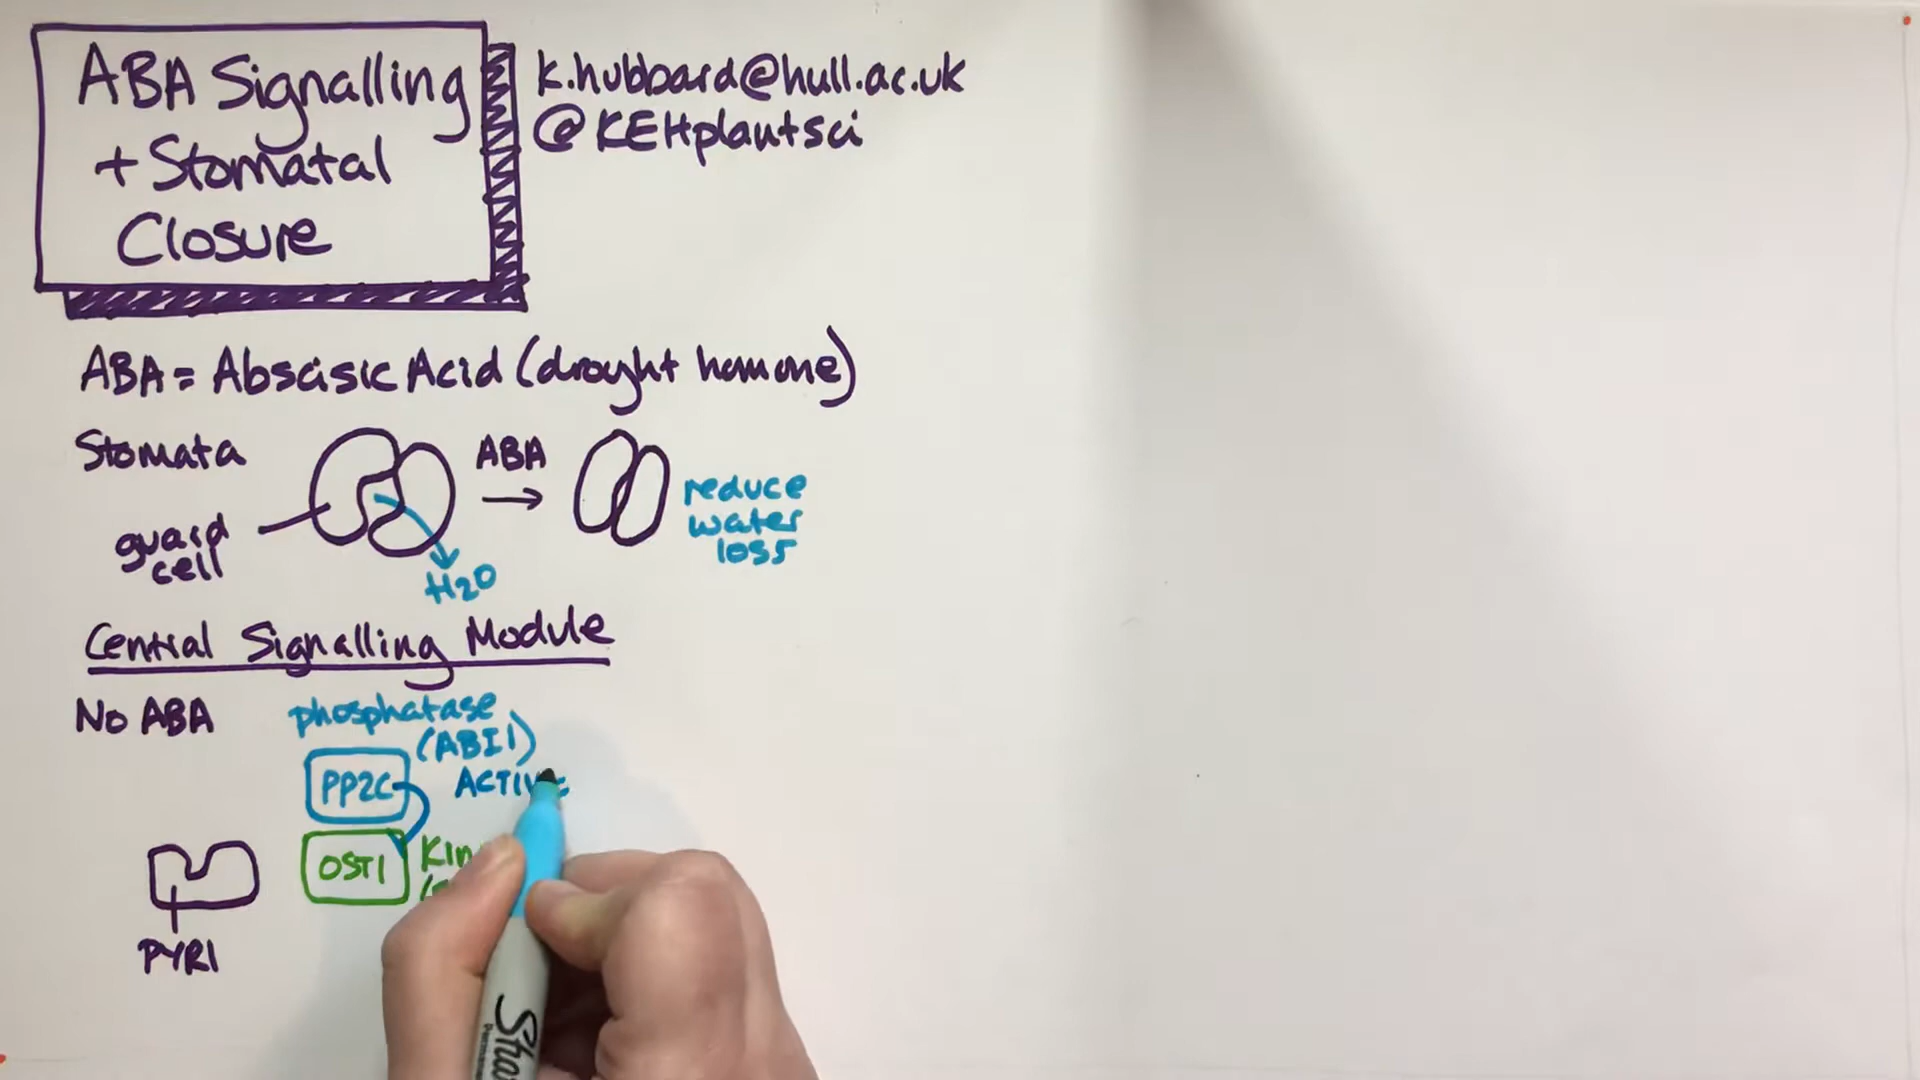 ABA Signalling
+ Stomatal
Closure
k.hubbard@hull.ac.uk
@KEHplantsci
ABA = Abscisic Acid (drought hormone)
Stomata
guard
cell
H2O
ABA
reduce
water
loss
Central Signalling Module
No ABA
phosphatase
(ABI1)
PP2C
ACTIVE
OST1
PYR1